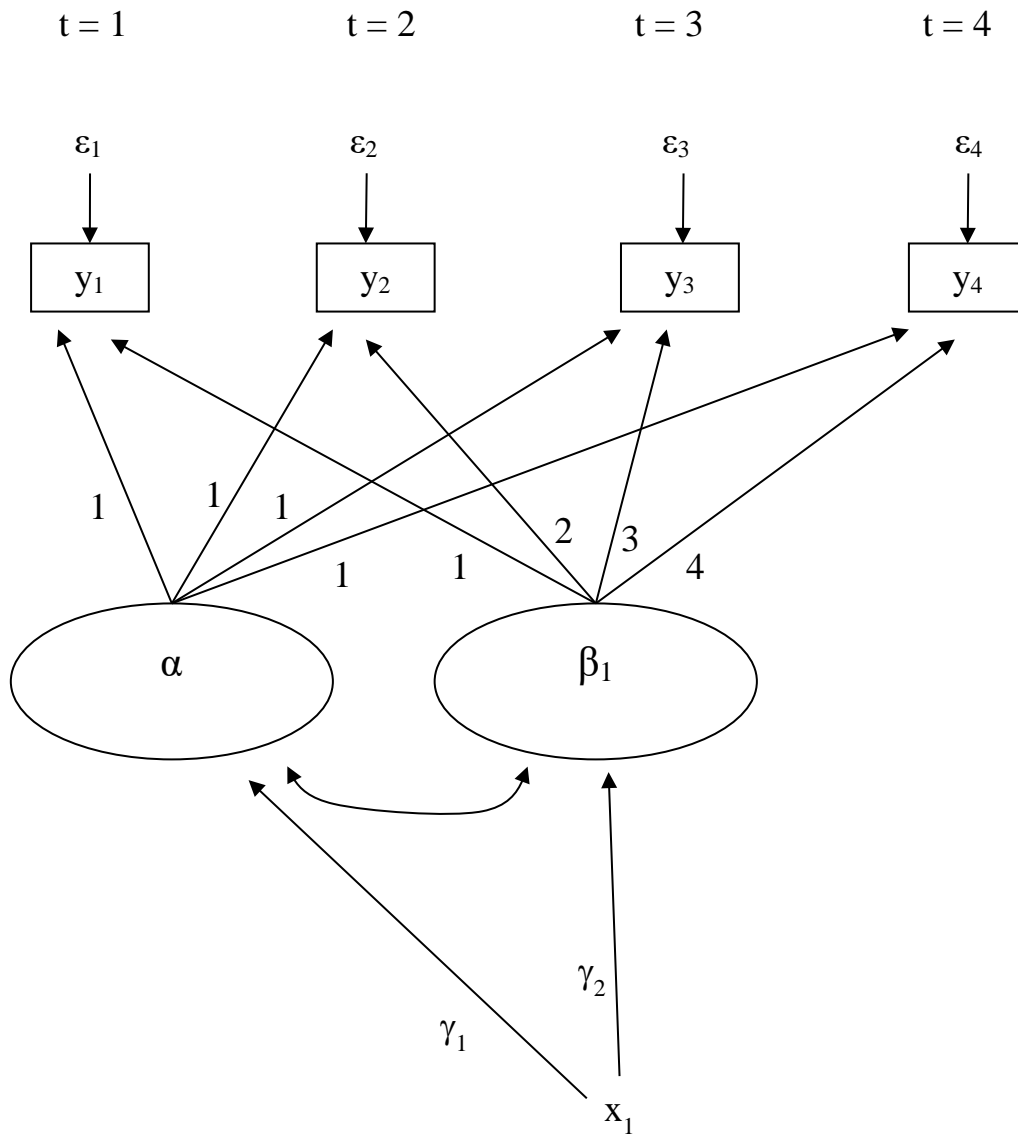 t = 1 t = 2 t = 3 t = 4
ε₁ ε₂ ε₃ ε₄
y₁ y₂ y₃ y₄
1 1 1 1 1 2 3 4
α β₁
γ₂
γ₁
x₁